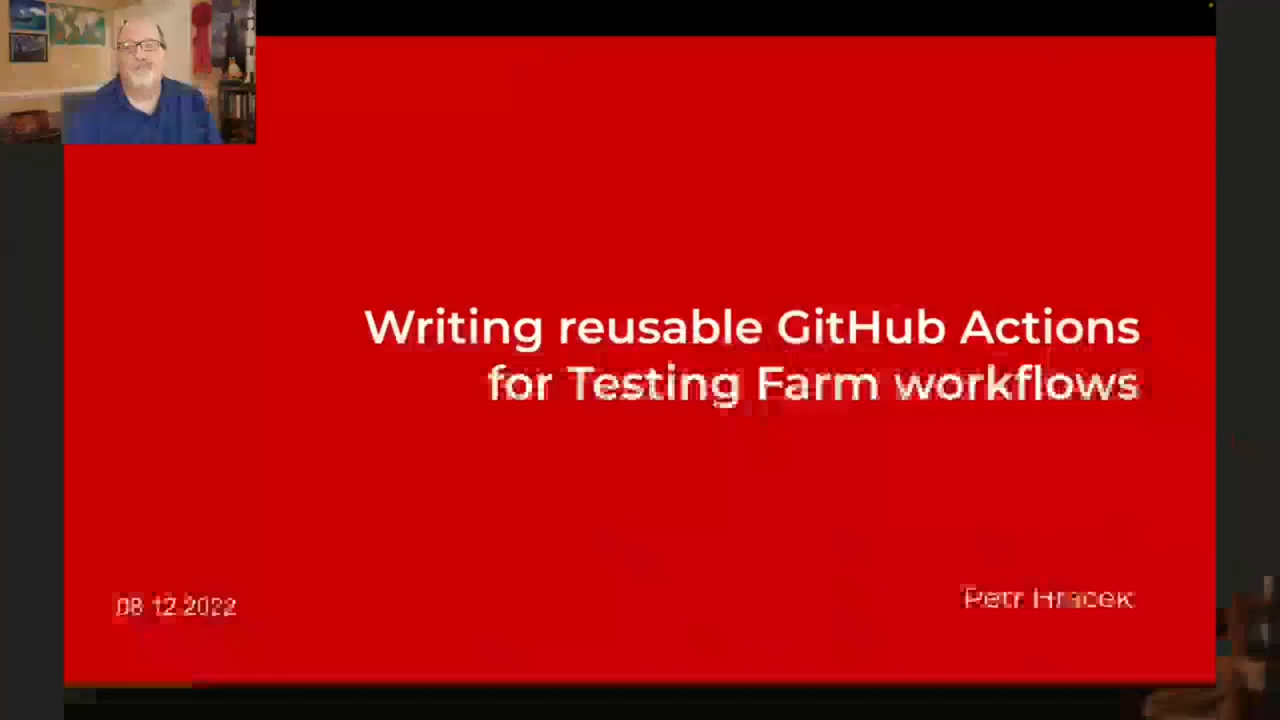 Writing reusable GitHub Actions
for Testing Farm workflows
08 12 2022
Petr Hracek